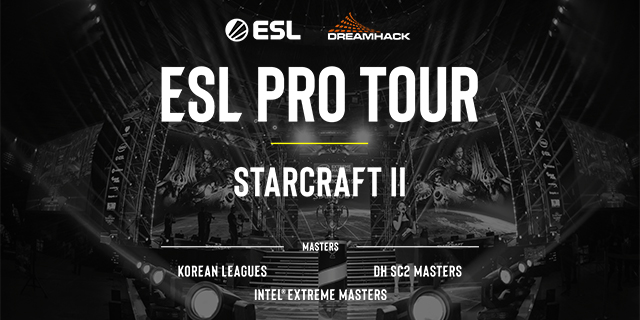 ESL DREAMHACK
ESL PRO TOUR
STARCRAFT II
MASTERS
KOREAN LEAGUES DH SC2 MASTERS
INTEL® EXTREME MASTERS